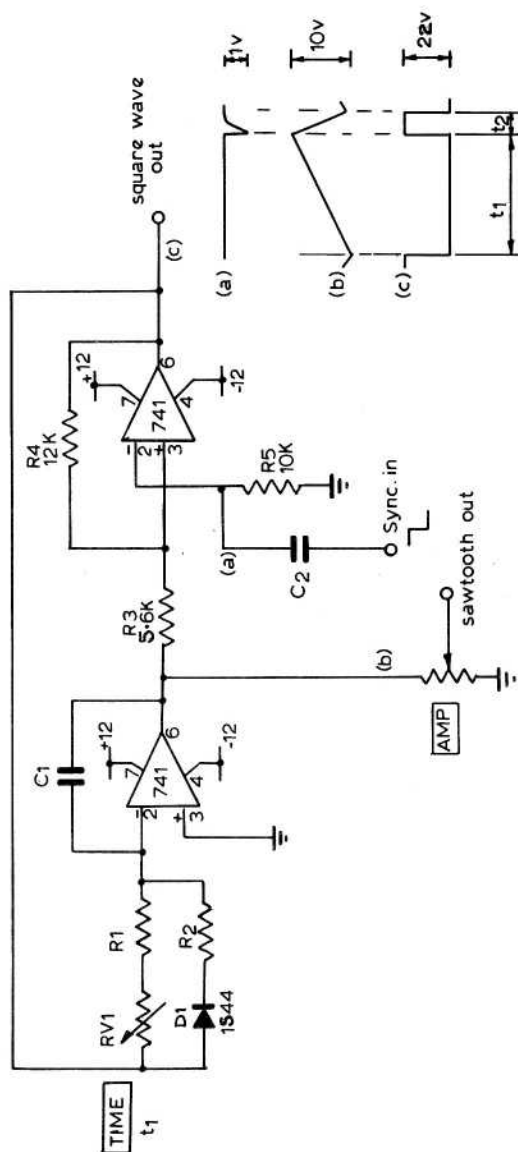 TIME
t1
RV1
R1
D1
1S44
R2
C1
+12
7
2
741
6
3
4
-12
R3
5·6K
R4
12K
+12
7
2
741
6
3
4
-12
square wave
out
(c)
(a)
R5
10K
C2
Sync. in
(b)
AMP
sawtooth out
(a)
1v
(b)
10v
(c)
22v
t1
t2